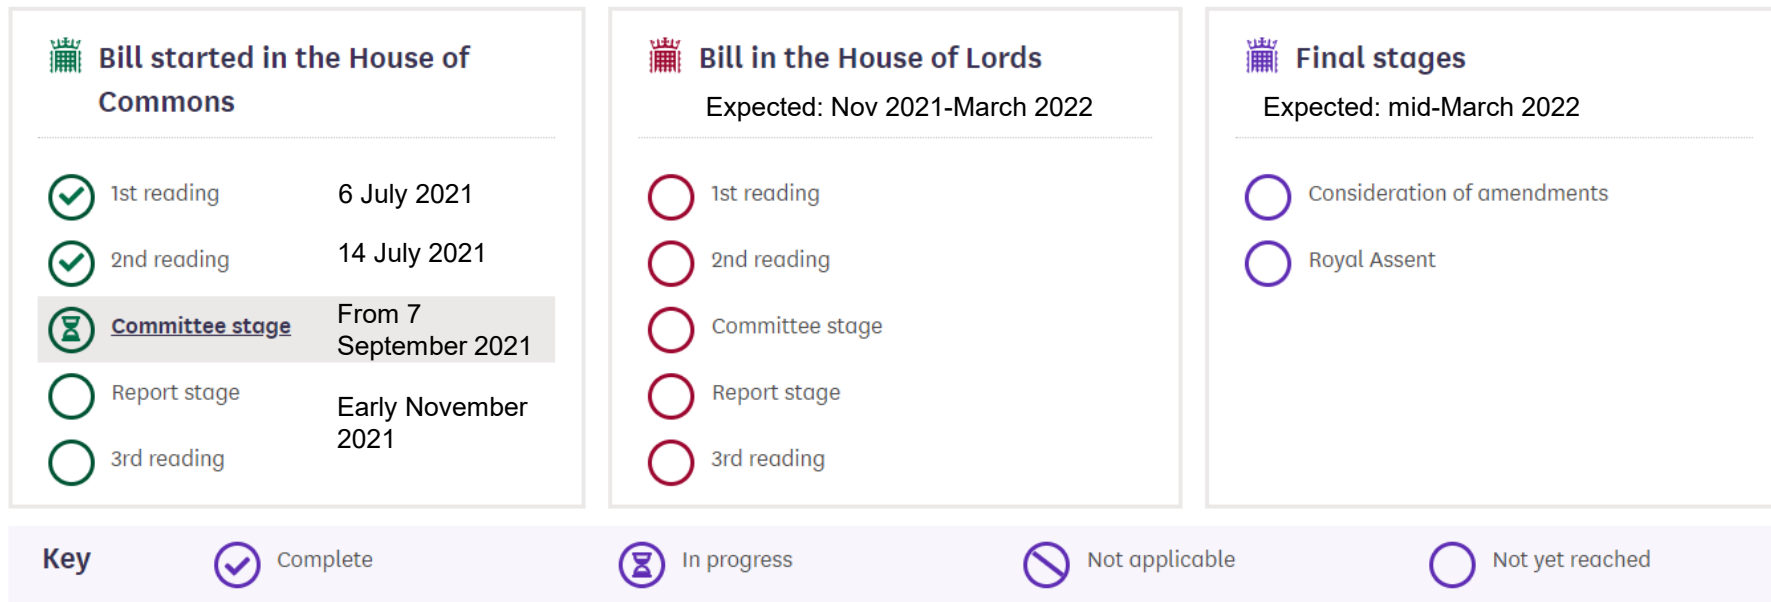 Bill started in the House of
Commons
1st reading 6 July 2021
2nd reading 14 July 2021
Committee stage From 7
September 2021
Report stage Early November
2021
3rd reading
Bill in the House of Lords
Expected: Nov 2021-March 2022
1st reading
2nd reading
Committee stage
Report stage
3rd reading
Final stages
Expected: mid-March 2022
Consideration of amendments
Royal Assent
Key Complete In progress Not applicable Not yet reached